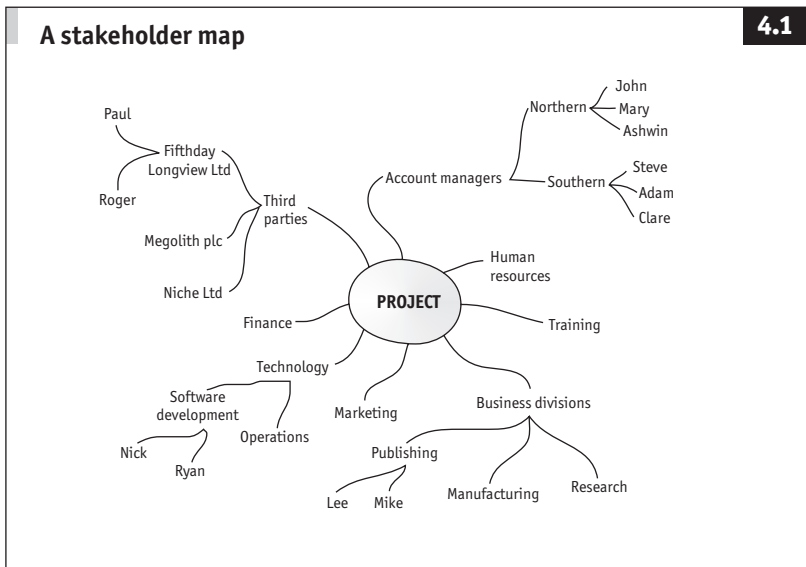 A stakeholder map
4.1
Paul
Fifthday
Longview Ltd
Roger
Third
parties
Megolith plc
Niche Ltd
Account managers
Northern
John
Mary
Ashwin
Southern
Steve
Adam
Clare
Human
resources
PROJECT
Finance
Training
Technology
Software
development
Operations
Nick
Ryan
Marketing
Business divisions
Publishing
Lee
Mike
Manufacturing
Research